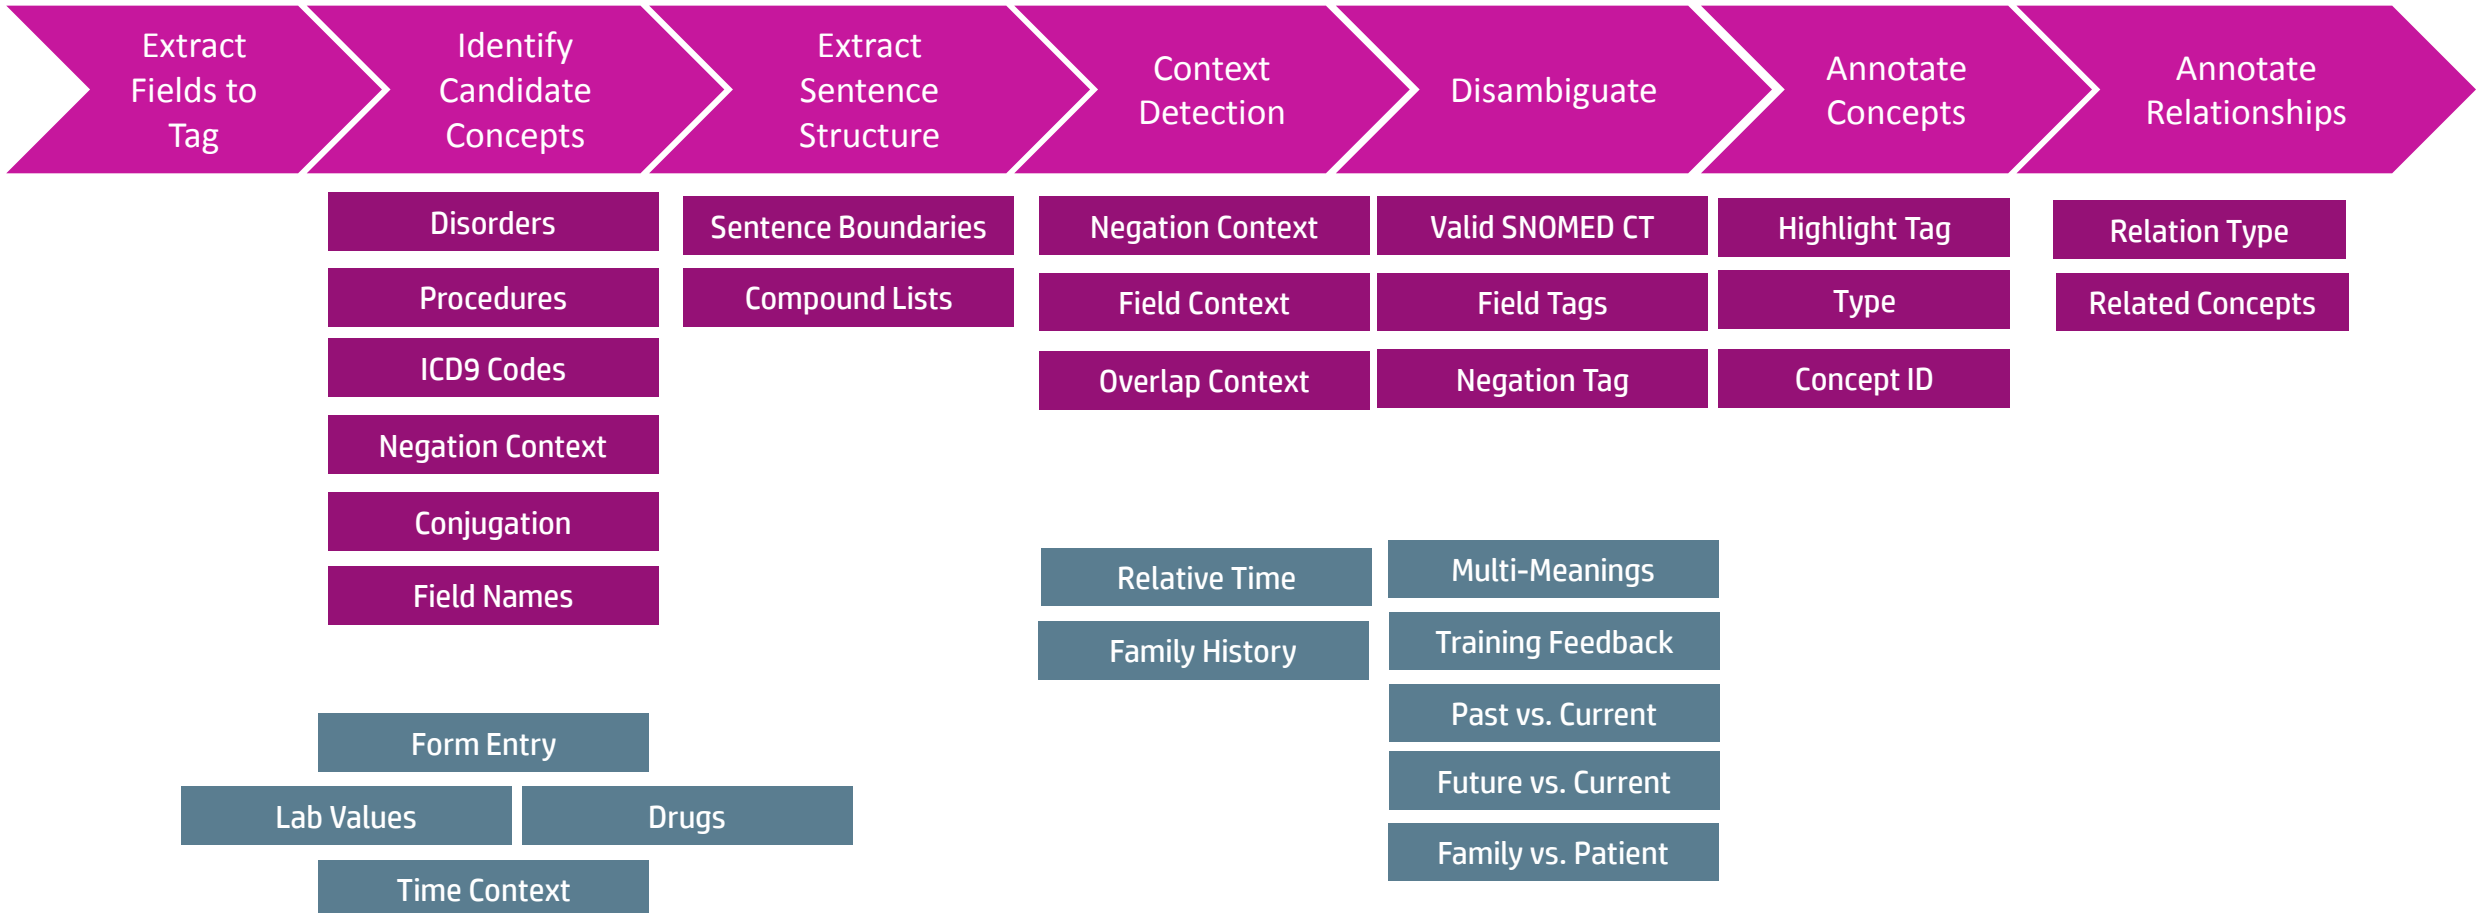 Extract
Fields to
Tag
Identify
Candidate
Concepts
Extract
Sentence
Structure
Context
Detection
Disambiguate
Annotate
Concepts
Annotate
Relationships
Disorders
Procedures
ICD9 Codes
Negation Context
Conjugation
Field Names
Sentence Boundaries
Compound Lists
Negation Context
Field Context
Overlap Context
Valid SNOMED CT
Field Tags
Negation Tag
Highlight Tag
Type
Concept ID
Relation Type
Related Concepts
Form Entry
Lab Values
Drugs
Time Context
Relative Time
Family History
Multi-Meanings
Training Feedback
Past vs. Current
Future vs. Current
Family vs. Patient